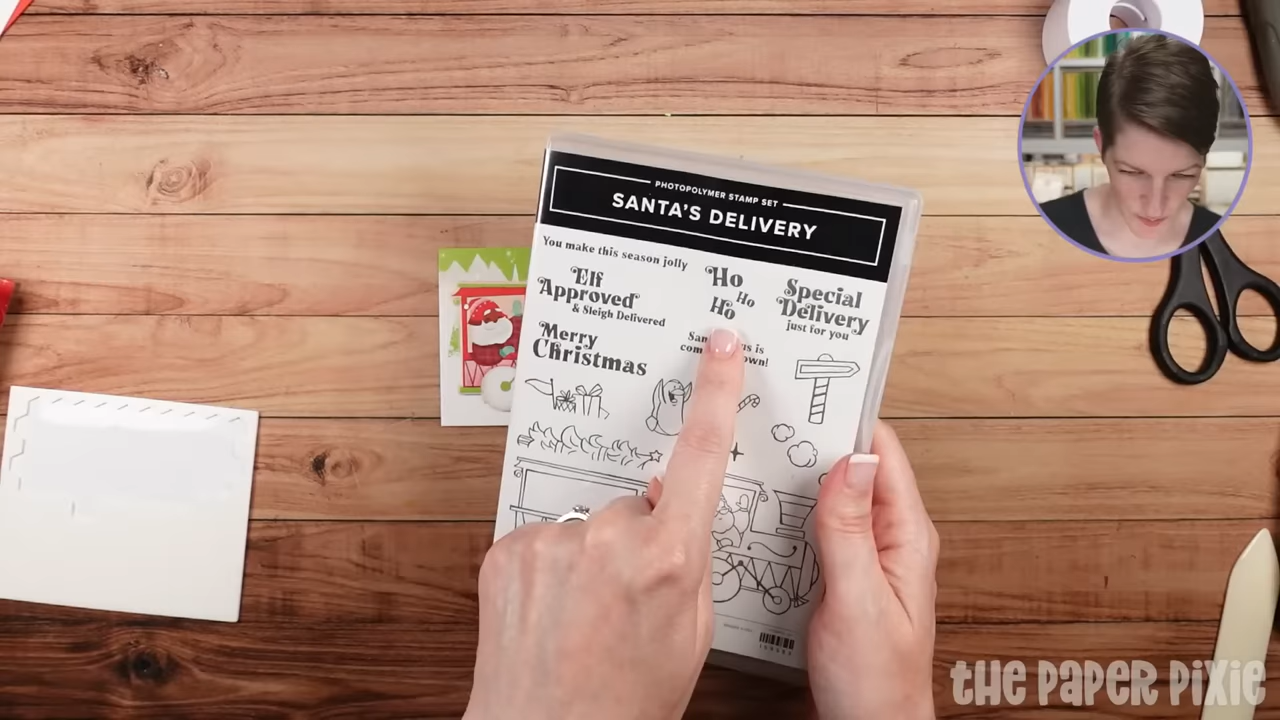 PHOTOPOLYMER STAMP SET
SANTA'S DELIVERY
You make this season jolly
Elf
Approved
& Sleigh Delivered
Merry
Christmas
Ho
Ho
Ho
Special
Delivery
just for you
is
THE PAPER PIXIE